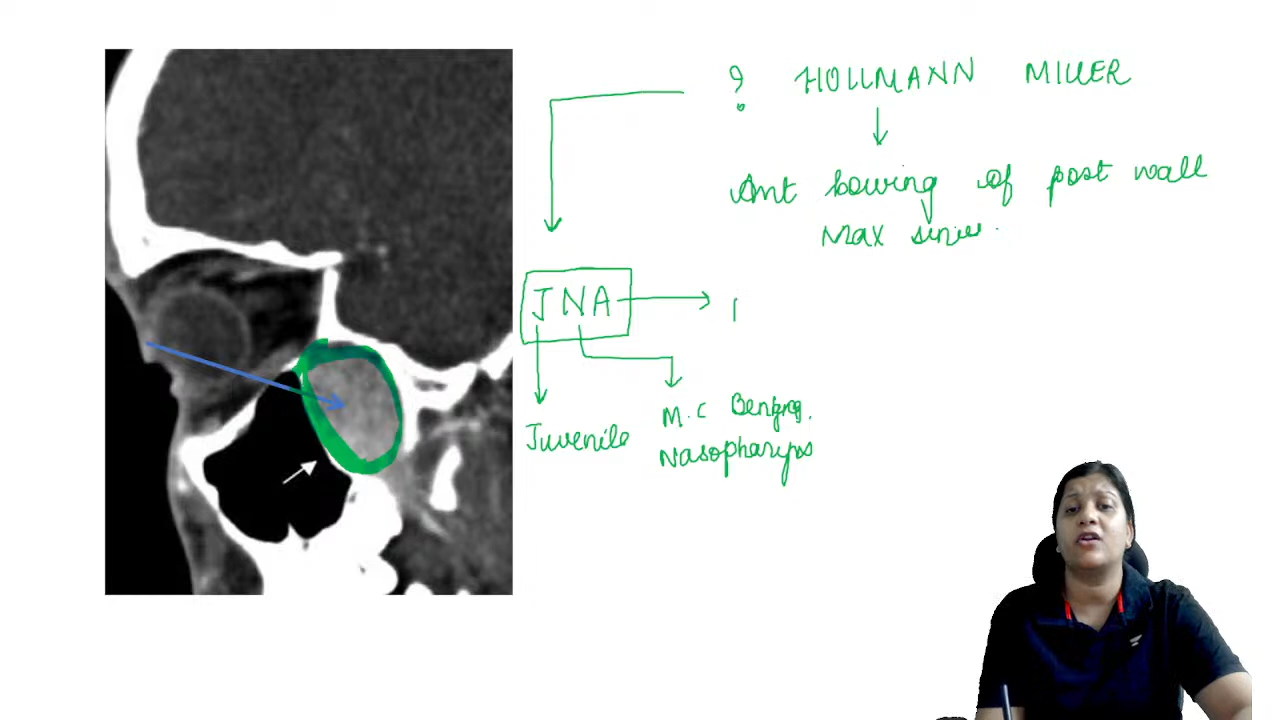 ? HOLLMANN MILLER
Ant bowing of post wall
Max sinus.
JNA
Juvenile
M.C Benign.
Nasopharynx